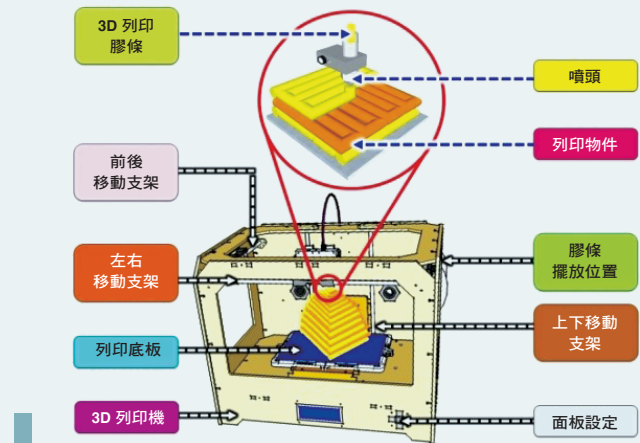 3D 列印
膠條
噴頭
列印物件
前後
移動支架
左右
移動支架
膠條
擺放位置
上下移動
支架
列印底板
3D 列印機
面板設定